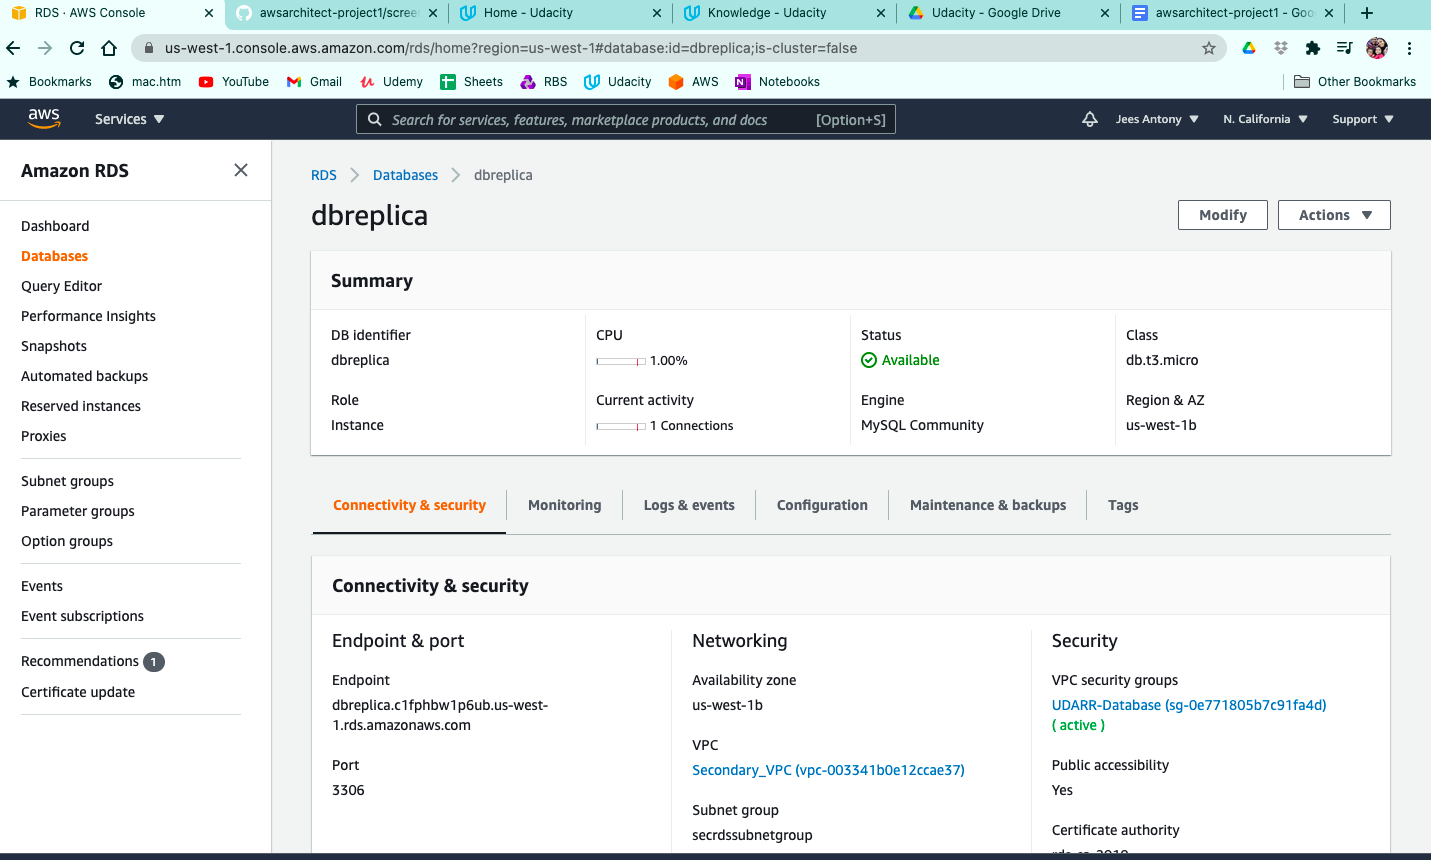 RDS · AWS Console
awsarchitect-project1/scree
Home - Udacity
Knowledge - Udacity
Udacity - Google Drive
awsarchitect-project1 - Goo
us-west-1.console.aws.amazon.com/rds/home?region=us-west-1#database:id=dbreplica;is-cluster=false
Bookmarks
mac.htm
YouTube
Gmail
Udemy
Sheets
RBS
Udacity
AWS
Notebooks
Other Bookmarks
aws
Services
Search for services, features, marketplace products, and docs
[Option+S]
Jees Antony
N. California
Support
Amazon RDS
Dashboard
Databases
Query Editor
Performance Insights
Snapshots
Automated backups
Reserved instances
Proxies
Subnet groups
Parameter groups
Option groups
Events
Event subscriptions
Recommendations 1
Certificate update
RDS > Databases > dbreplica
dbreplica
Modify
Actions
Summary
DB identifier
dbreplica
CPU
1.00%
Status
Available
Class
db.t3.micro
Role
Instance
Current activity
1 Connections
Engine
MySQL Community
Region & AZ
us-west-1b
Connectivity & security
Monitoring
Logs & events
Configuration
Maintenance & backups
Tags
Connectivity & security
Endpoint & port
Endpoint
dbreplica.c1fphbw1p6ub.us-west-
1.rds.amazonaws.com
Port
3306
Networking
Availability zone
us-west-1b
VPC
Secondary_VPC (vpc-003341b0e12ccae37)
Subnet group
secrdssubnetgroup
Security
VPC security groups
UDARR-Database (sg-0e771805b7c91fa4d)
( active )
Public accessibility
Yes
Certificate authority